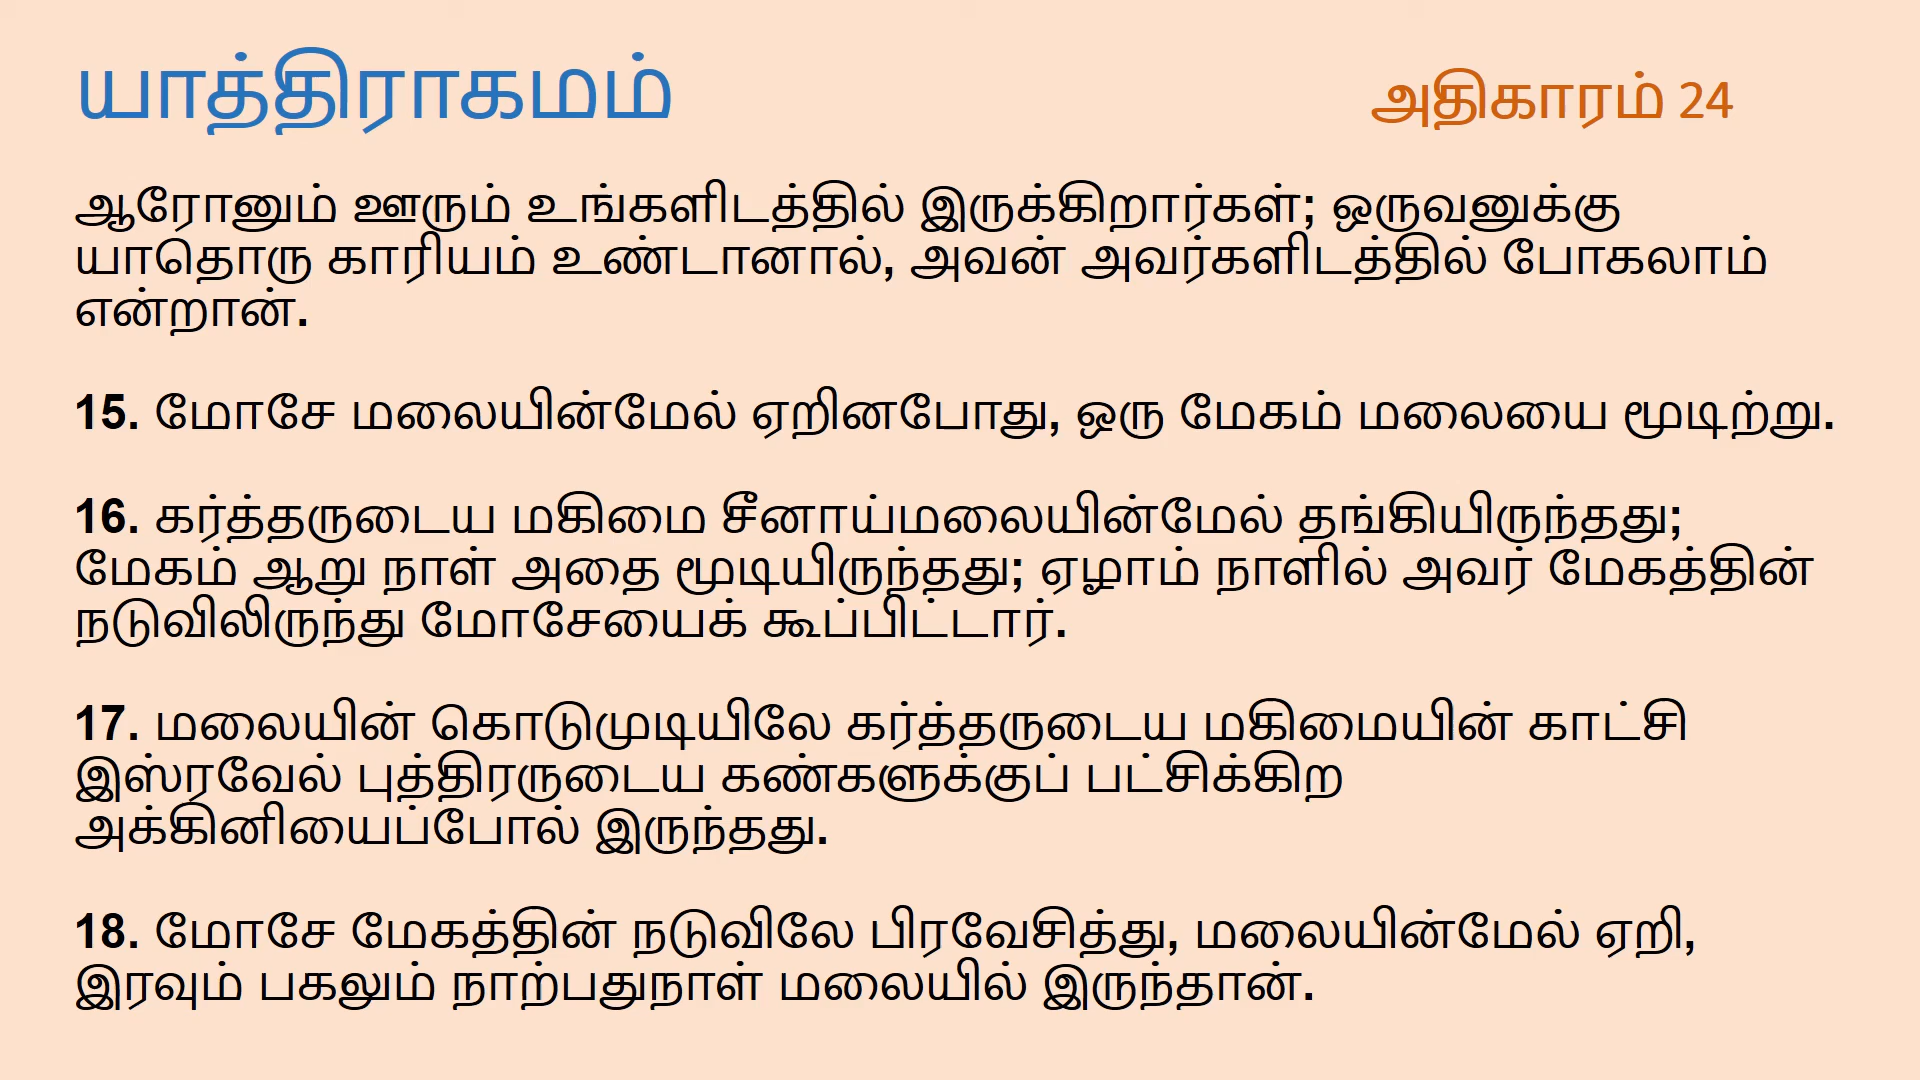 யாத்திராகமம்
அதிகாரம் 24
ஆரோனும் ஊரும் உங்களிடத்தில் இருக்கிறார்கள்; ஒருவனுக்கு
யாதொரு காரியம் உண்டானால், அவன் அவர்களிடத்தில் போகலாம்
என்றான்.
15. மோசே மலையின்மேல் ஏறினபோது, ஒரு மேகம் மலையை மூடிற்று.
16. கர்த்தருடைய மகிமை சீனாய்மலையின்மேல் தங்கியிருந்தது;
மேகம் ஆறு நாள் அதை மூடியிருந்தது; ஏழாம் நாளில் அவர் மேகத்தின்
நடுவிலிருந்து மோசேயைக் கூப்பிட்டார்.
17. மலையின் கொடுமுடியிலே கர்த்தருடைய மகிமையின் காட்சி
இஸ்ரவேல் புத்திரருடைய கண்களுக்குப் பட்சிக்கிற
அக்கினியைப்போல் இருந்தது.
18. மோசே மேகத்தின் நடுவிலே பிரவேசித்து, மலையின்மேல் ஏறி,
இரவும் பகலும் நாற்பதுநாள் மலையில் இருந்தான்.